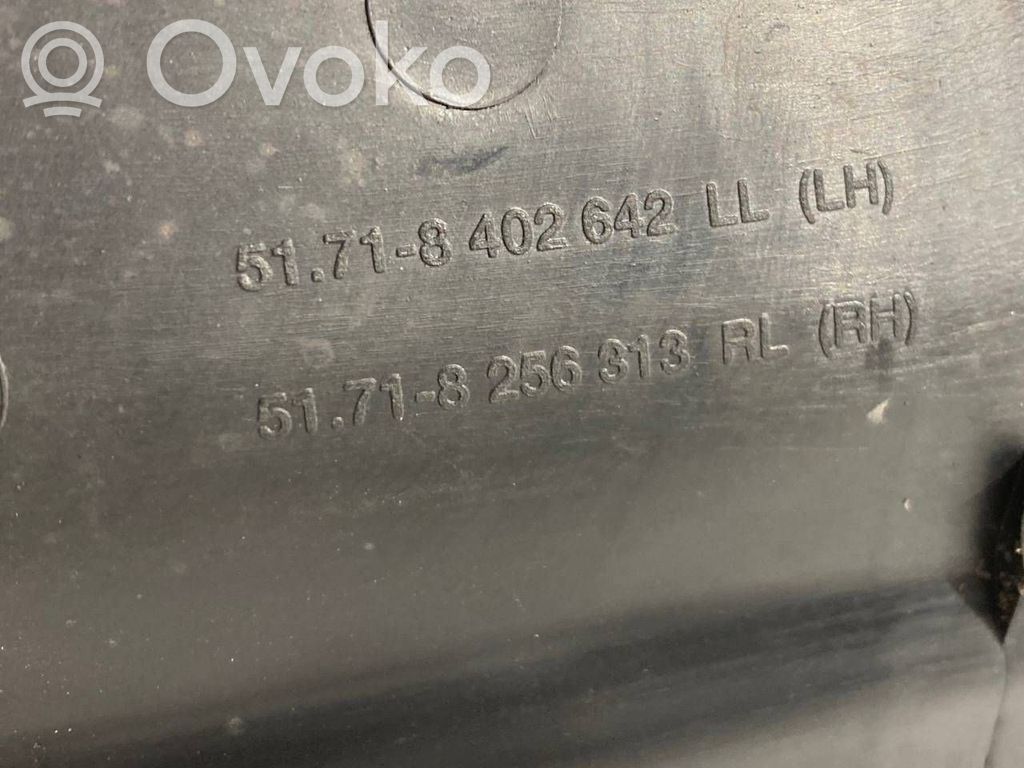 Ovoko
51.71-8 402 642 LL (LH)
51.71-8 256 313 RL (RH)